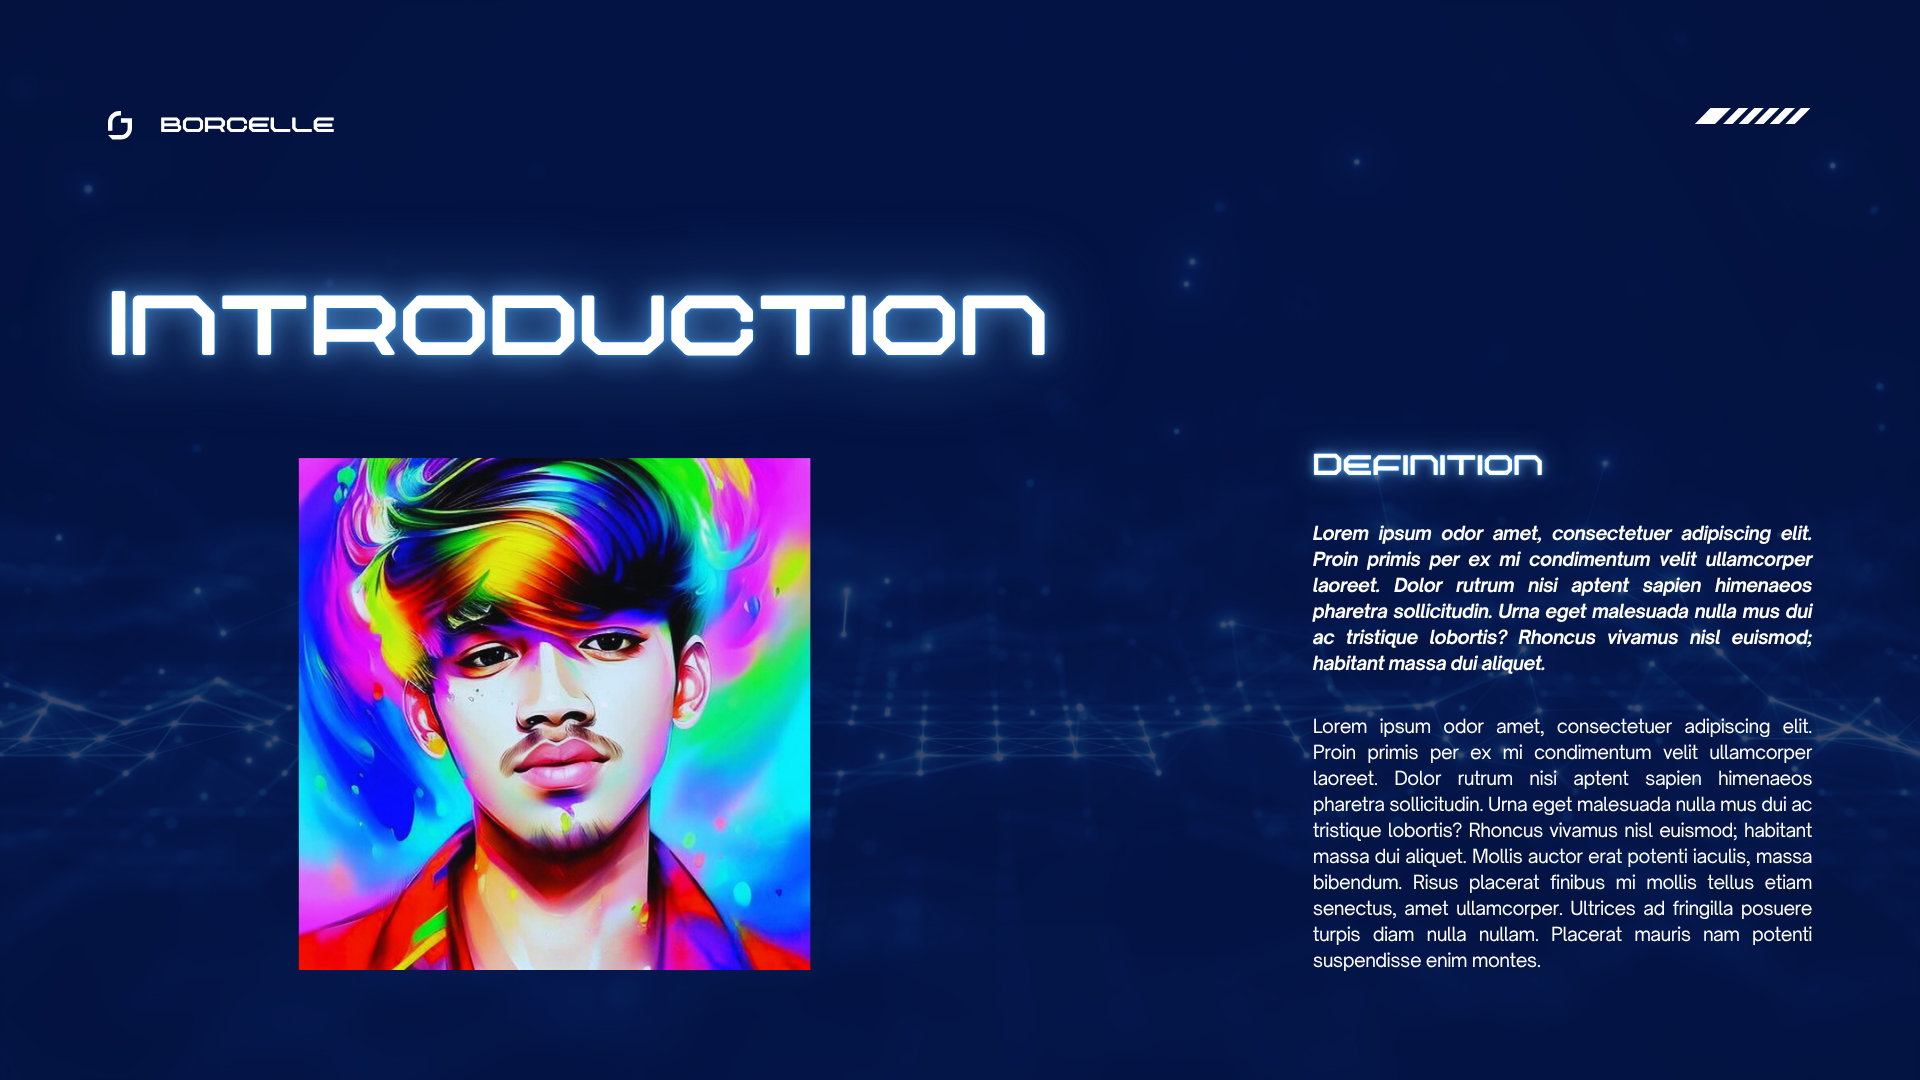 BORCELLE
INTRODUCTION
DEFINITION
Lorem ipsum odor amet, consectetuer adipiscing elit.
Proin primis per ex mi condimentum velit ullamcorper
laoreet. Dolor rutrum nisi aptent sapien himenaeos
pharetra sollicitudin. Urna eget malesuada nulla mus dui
ac tristique lobortis? Rhoncus vivamus nisl euismod;
habitant massa dui aliquet.
Lorem ipsum odor amet, consectetuer adipiscing elit.
Proin primis per ex mi condimentum velit ullamcorper
laoreet. Dolor rutrum nisi aptent sapien himenaeos
pharetra sollicitudin. Urna eget malesuada nulla mus dui ac
tristique lobortis? Rhoncus vivamus nisl euismod; habitant
massa dui aliquet. Mollis auctor erat potenti iaculis, massa
bibendum. Risus placerat finibus mi mollis tellus etiam
senectus, amet ullamcorper. Ultrices ad fringilla posuere
turpis diam nulla nullam. Placerat mauris nam potenti
suspendisse enim montes.